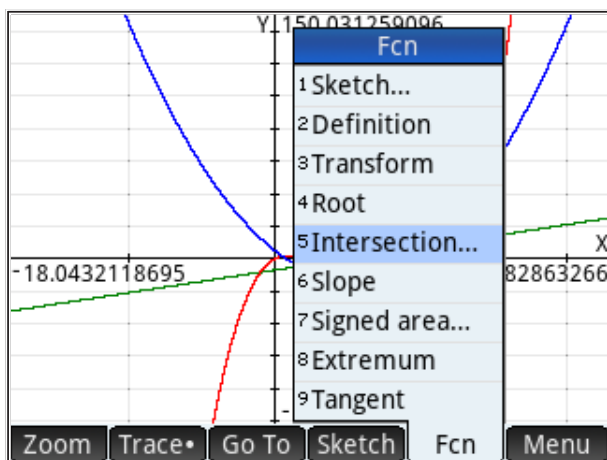 Y 150.031259096
Fcn
1 Sketch...
2 Definition
3 Transform
4 Root
5 Intersection...
X
-18.0432118695
82863266
6 Slope
7 Signed area...
8 Extremum
9 Tangent
-
Zoom Trace• Go To Sketch Fcn Menu